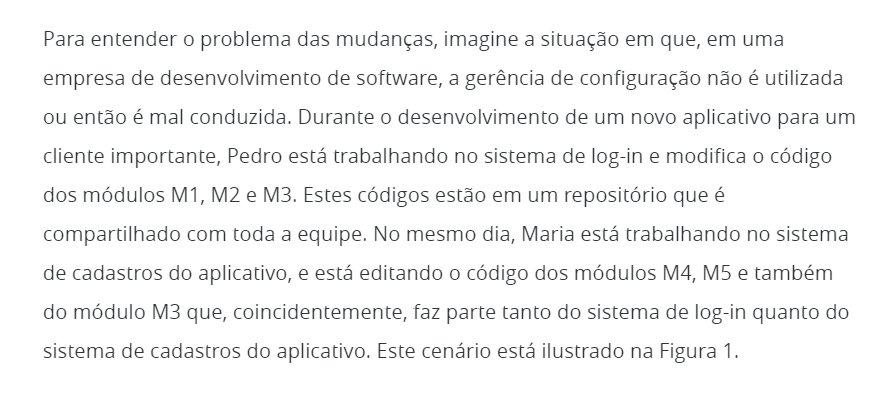 Para entender o problema das mudanças, imagine a situação em que, em uma
empresa de desenvolvimento de software, a gerência de configuração não é utilizada
ou então é mal conduzida. Durante o desenvolvimento de um novo aplicativo para um
cliente importante, Pedro está trabalhando no sistema de log-in e modifica o código
dos módulos M1, M2 e M3. Estes códigos estão em um repositório que é
compartilhado com toda a equipe. No mesmo dia, Maria está trabalhando no sistema
de cadastros do aplicativo, e está editando o código dos módulos M4, M5 e também
do módulo M3 que, coincidentemente, faz parte tanto do sistema de log-in quanto do
sistema de cadastros do aplicativo. Este cenário está ilustrado na Figura 1.